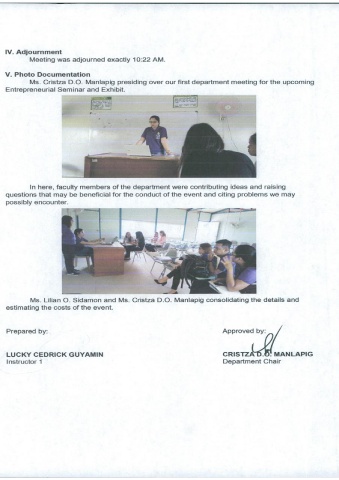 IV. Adjournment
Meeting was adjourned exactly 10:22 AM.
V. Photo Documentation
Ms. Cristza D.O. Manlapig presiding over our first department meeting for the upcoming
Entrepreneurial Seminar and Exhibit.
In here, faculty members of the department were contributing ideas and raising
questions that may be beneficial for the conduct of the event and citing problems we may
possibly encounter.
Ms. Lilian O. Sidamon and Ms. Cristza D.O. Manlapig consolidating the details and
estimating the costs of the event.
Prepared by:
Approved by:
LUCKY CEDRICK GUYAMIN
CRISTZA D.O. MANLAPIG
Instructor 1
Department Chair